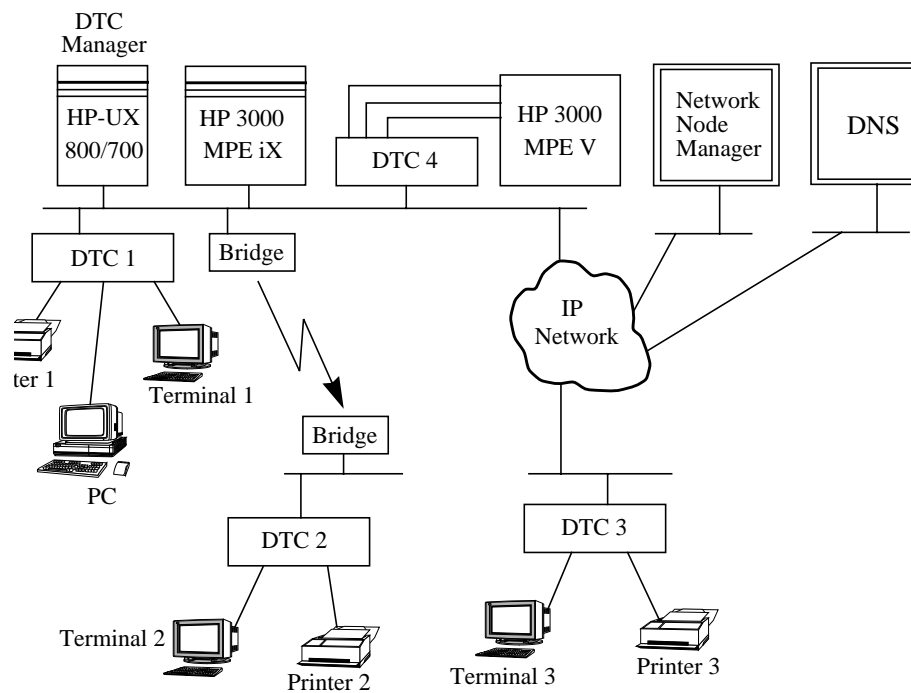 DTC
Manager
HP-UX
800/700
HP 3000
MPE iX
DTC 4
HP 3000
MPE V
Network
Node
Manager
DNS
DTC 1
Bridge
IP
Network
ter 1
Terminal 1
PC
Bridge
DTC 2
DTC 3
Terminal 2
Printer 2
Terminal 3
Printer 3